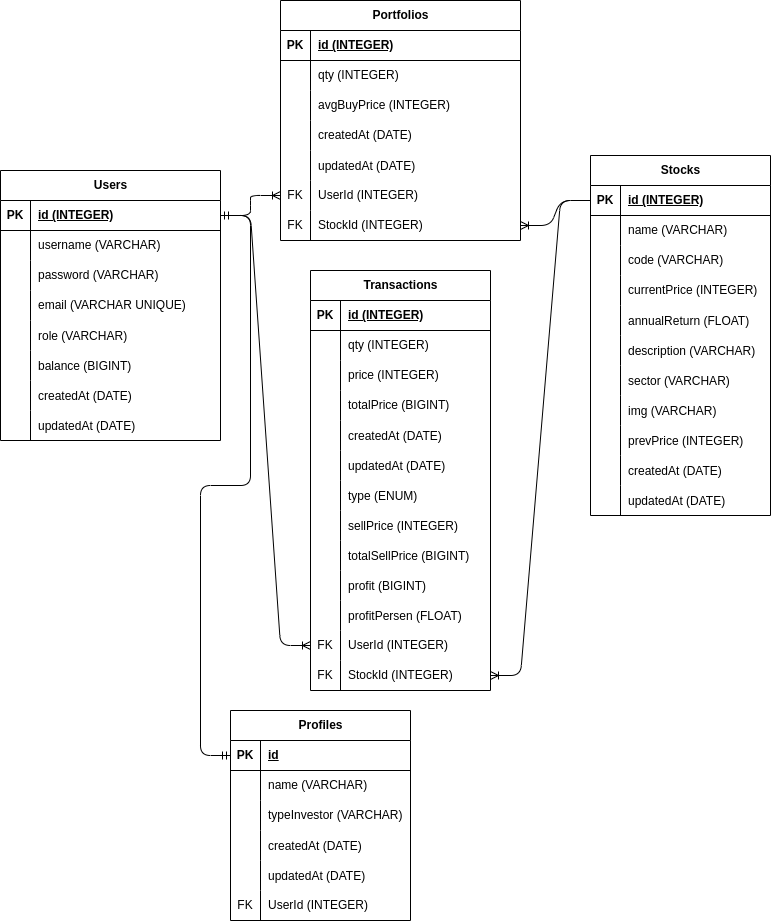 Portfolios
PK id (INTEGER)
qty (INTEGER)
avgBuyPrice (INTEGER)
createdAt (DATE)
updatedAt (DATE)
FK UserId (INTEGER)
FK StockId (INTEGER)
Users
PK id (INTEGER)
username (VARCHAR)
password (VARCHAR)
email (VARCHAR UNIQUE)
role (VARCHAR)
balance (BIGINT)
createdAt (DATE)
updatedAt (DATE)
Stocks
PK id (INTEGER)
name (VARCHAR)
code (VARCHAR)
currentPrice (INTEGER)
annualReturn (FLOAT)
description (VARCHAR)
sector (VARCHAR)
img (VARCHAR)
prevPrice (INTEGER)
createdAt (DATE)
updatedAt (DATE)
Transactions
PK id (INTEGER)
qty (INTEGER)
price (INTEGER)
totalPrice (BIGINT)
createdAt (DATE)
updatedAt (DATE)
type (ENUM)
sellPrice (INTEGER)
totalSellPrice (BIGINT)
profit (BIGINT)
profitPersen (FLOAT)
FK UserId (INTEGER)
FK StockId (INTEGER)
Profiles
PK id
name (VARCHAR)
typeInvestor (VARCHAR)
createdAt (DATE)
updatedAt (DATE)
FK UserId (INTEGER)